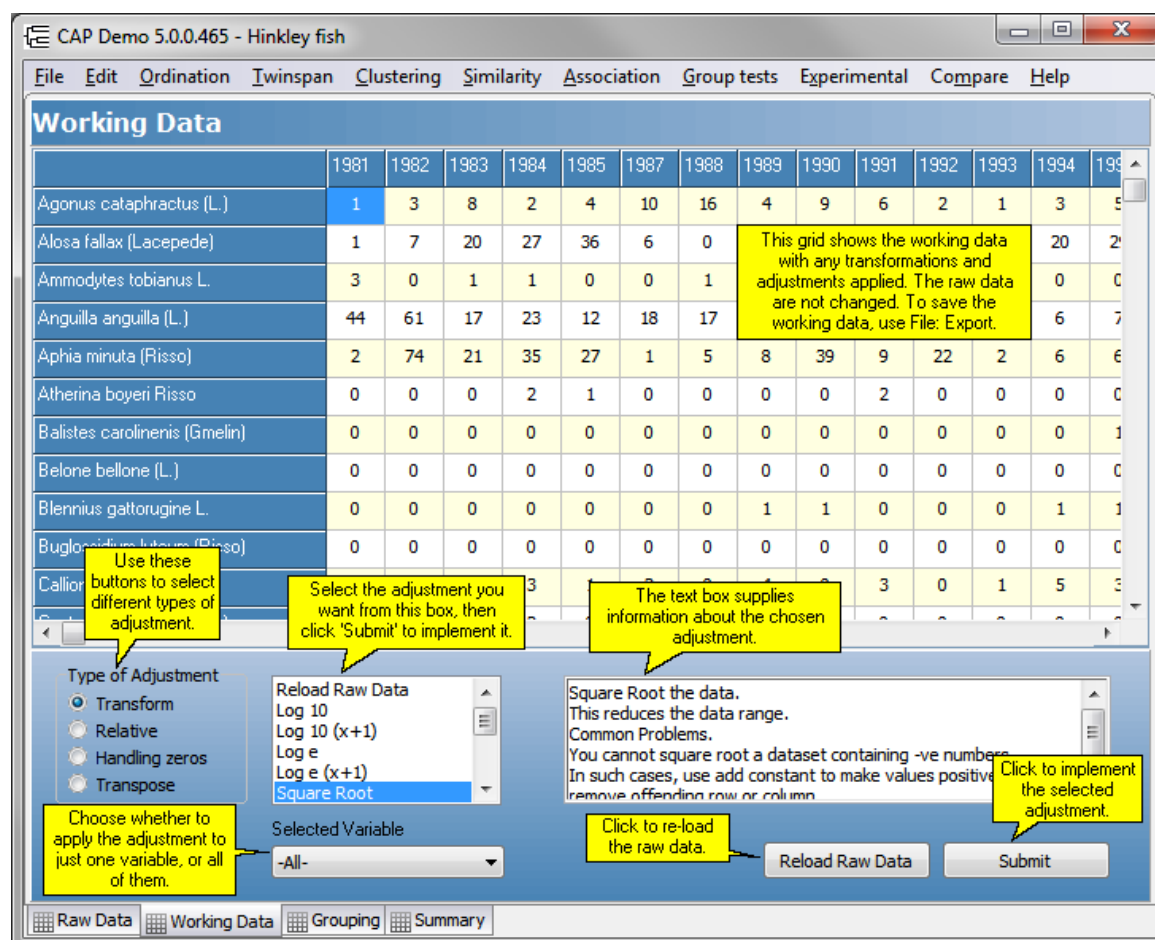 CAP Demo 5.0.0.465 - Hinkley fish
File Edit Ordination Twinspan Clustering Similarity Association Group tests Experimental Compare Help
Working Data
1981 1982 1983 1984 1985 1987 1988 1989 1990 1991 1992 1993 1994
Agonus cataphractus (L.) 1 3 8 2 4 10 16 4 9 6 2 1 3
Alosa fallax (Lacepede) 1 7 20 27 36 6 0 20
Ammodytes tobianus L. 3 0 1 1 0 0 1 0
Anguilla anguilla (L.) 44 61 17 23 12 18 17 6
This grid shows the working data
with any transformations and
adjustments applied. The raw data
are not changed. To save the
working data, use File: Export.
Aphia minuta (Risso) 2 74 21 35 27 1 5 8 39 9 22 2 6
Atherina boyeri Risso 0 0 0 2 1 0 0 0 0 2 0 0 0
Balistes carolinenis (Gmelin) 0 0 0 0 0 0 0 0 0 0 0 0 0
Belone bellone (L.) 0 0 0 0 0 0 0 0 0 0 0 0 0
Blennius gattorugine L. 0 0 0 0 0 0 0 1 1 0 0 0 1
0 0 0 0 0 0 0 0 0 0 0 0 0
3 3 0 1 5
Use these
buttons to select
different types of
adjustment.
Select the adjustment you
want from this box, then
click 'Submit' to implement it.
The text box supplies
information about the chosen
adjustment.
Type of Adjustment
Transform
Relative
Handling zeros
Transpose
Reload Raw Data
Log 10
Log 10 (x+1)
Log e
Log e (x+1)
Square Root
Square Root the data.
This reduces the data range.
Common Problems.
You cannot square root a dataset containing -ve numbers
In such cases, use add constant to make values positive
remove offending row or column
Click to implement
the selected
adjustment.
Choose whether to
apply the adjustment to
just one variable, or all
of them.
Selected Variable
-All-
Click to re-load
the raw data.
Reload Raw Data
Submit
Raw Data Working Data Grouping Summary